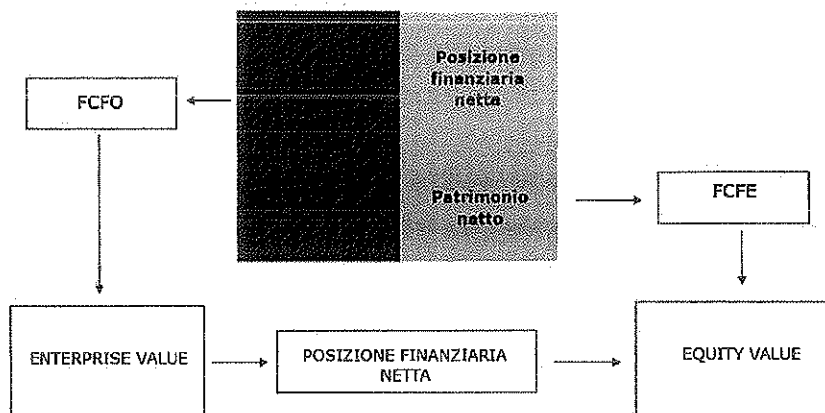 Posizione
finanziaria
netta
FCFO
Patrimonio
netto
FCFE
ENTERPRISE VALUE
POSIZIONE FINANZIARIA
NETTA
EQUITY VALUE